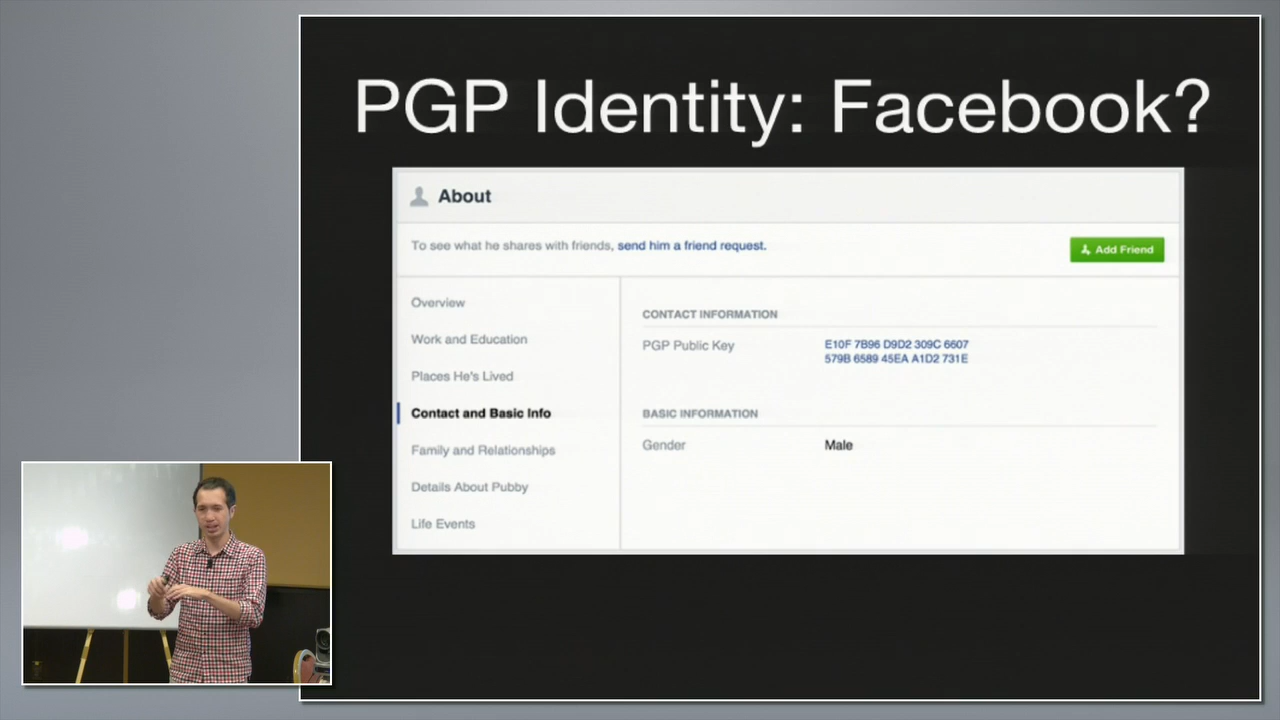 PGP Identity: Facebook?
About
To see what he shares with friends, send him a friend request.
Add Friend
Overview
Work and Education
Places He's Lived
Contact and Basic Info
Family and Relationships
Details About Pubby
Life Events
CONTACT INFORMATION
PGP Public Key
E10F 7B96 D9D2 309C 6607
579B 6589 45EA A1D2 731E
BASIC INFORMATION
Gender
Male